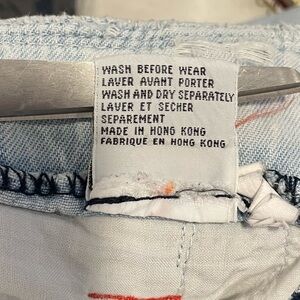 WASH BEFORE WEAR
LAVER AVANT PORTER
WASH AND DRY SEPARATELY
LAVER ET SECHER
SEPAREMENT
MADE IN HONG KONG
FABRIQUE EN HONG KONG